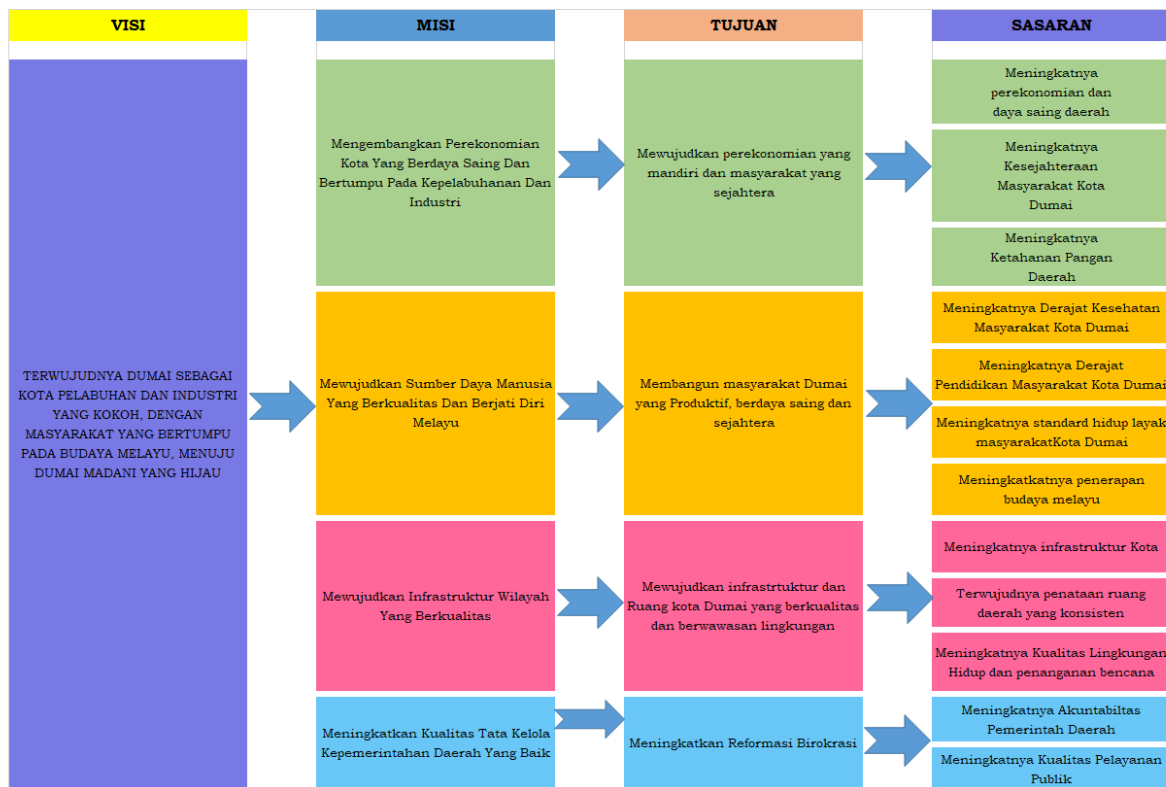 VISI
MISI
TUJUAN
SASARAN
TERWUJUDNYA DUMAI SEBAGAI
KOTA PELABUHAN DAN INDUSTRI
YANG KOKOH, DENGAN
MASYARAKAT YANG BERTUMPU
PADA BUDAYA MELAYU, MENUJU
DUMAI MADANI YANG HIJAU
Mengembangkan Perekonomian
Kota Yang Berdaya Saing Dan
Bertumpu Pada Kepelabuhanan Dan
Industri
Mewujudkan perekonomian yang
mandiri dan masyarakat yang
sejahtera
Meningkatnya
perekonomian dan
daya saing daerah
Meningkatnya
Kesejahteraan
Masyarakat Kota
Dumai
Meningkatnya
Ketahanan Pangan
Daerah
Mewujudkan Sumber Daya Manusia
Yang Berkualitas Dan Berjati Diri
Melayu
Membangun masyarakat Dumai
yang Produktif, berdaya saing dan
sejahtera
Meningkatnya Derajat Kesehatan
Masyarakat Kota Dumai
Meningkatnya Derajat
Pendidikan Masyarakat Kota Dumai
Meningkatnya standard hidup layak
masyarakatKota Dumai
Meningkatkatnya penerapan
budaya melayu
Mewujudkan Infrastruktur Wilayah
Yang Berkualitas
Mewujudkan infrastrtuktur dan
Ruang kota Dumai yang berkualitas
dan berwawasan lingkungan
Meningkatnya infrastruktur Kota
Terwujudnya penataan ruang
daerah yang konsisten
Meningkatnya Kualitas Lingkungan
Hidup dan penanganan bencana
Meningkatkan Kualitas Tata Kelola
Kepemerintahan Daerah Yang Baik
Meningkatkan Reformasi Birokrasi
Meningkatnya Akuntabiltas
Pemerintah Daerah
Meningkatnya Kualitas Pelayanan
Publik